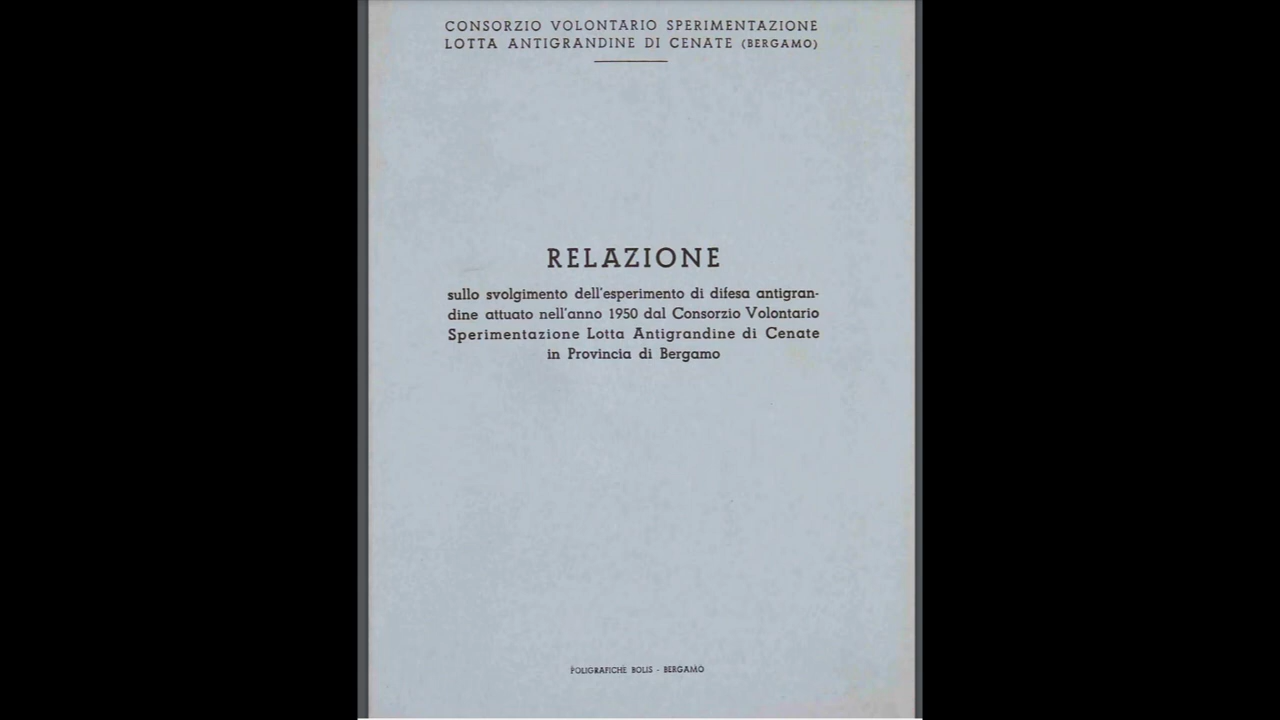 CONSORZIO VOLONTARIO SPERIMENTAZIONE
LOTTA ANTIGRANDINE DI CENATE (BERGAMO)
RELAZIONE
sullo svolgimento dell'esperimento di difesa antigran-
dine attuato nell'anno 1950 dal Consorzio Volontario
Sperimentazione Lotta Antigrandine di Cenate
in Provincia di Bergamo
POLIGRAFICHE BOLIS - BERGAMO